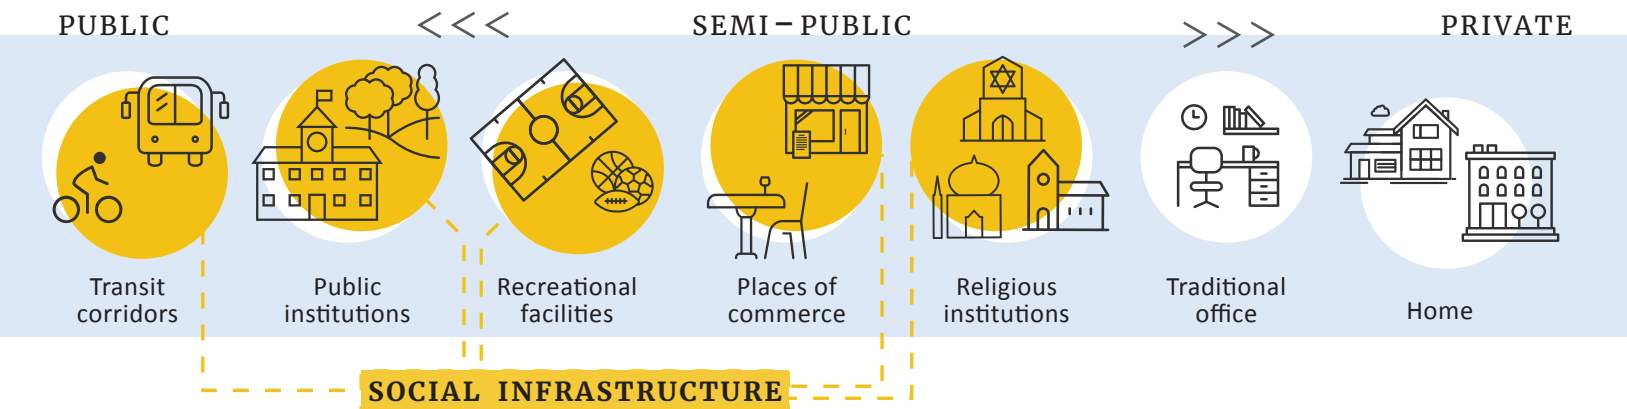 PUBLIC
<<<
SEMI–PUBLIC
>>>
PRIVATE
Transit
corridors
Public
institutions
Recreational
facilities
Places of
commerce
Religious
institutions
Traditional
office
Home
SOCIAL INFRASTRUCTURE